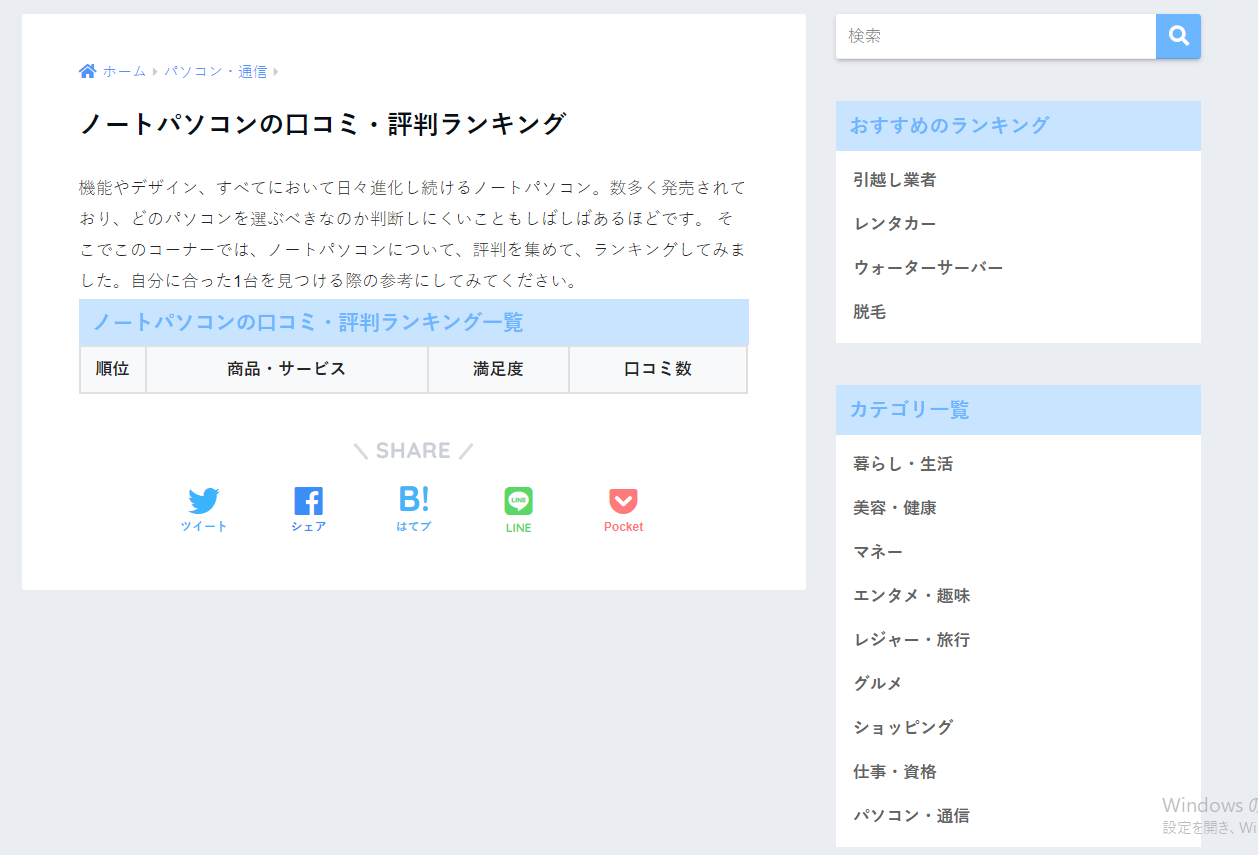 ホーム パソコン・通信
ノートパソコンの口コミ・評判ランキング
機能やデザイン、すべてにおいて日々進化し続けるノートパソコン。数多く発売されて
おり、どのパソコンを選ぶべきなのか判断しにくいこともしばしばあるほどです。 そ
こでこのコーナーでは、ノートパソコンについて、評判を集めて、ランキングしてみま
した。自分に合った1台を見つける際の参考にしてみてください。
ノートパソコンの口コミ・評判ランキング一覧
順位 商品・サービス 満足度 口コミ数
\ SHARE /
B!
LINE
ツイート シェア はてブ LINE Pocket
検索
おすすめのランキング
引越し業者
レンタカー
ウォーターサーバー
脱毛
カテゴリ一覧
暮らし・生活
美容・健康
マネー
エンタメ・趣味
レジャー・旅行
グルメ
ショッピング
仕事・資格
パソコン・通信
Windows の
設定を開き、Wi